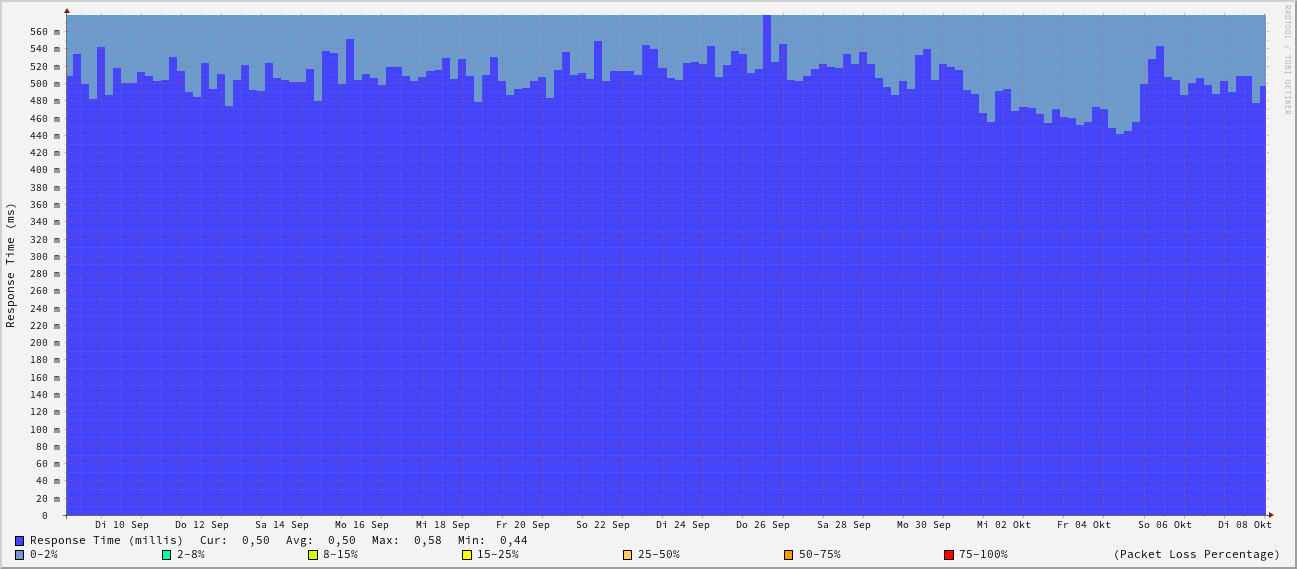 RRDTOOL / TOBI OETIKER
Response Time (ms)
560 m
540 m
520 m
500 m
480 m
460 m
440 m
420 m
400 m
380 m
360 m
340 m
320 m
300 m
280 m
260 m
240 m
220 m
200 m
180 m
160 m
140 m
120 m
100 m
80 m
60 m
40 m
20 m
0
Di 10 Sep Do 12 Sep Sa 14 Sep Mo 16 Sep Mi 18 Sep Fr 20 Sep So 22 Sep Di 24 Sep Do 26 Sep Sa 28 Sep Mo 30 Sep Mi 02 Okt Fr 04 Okt So 06 Okt Di 08 Okt
Response Time (millis) Cur: 0,50 Avg: 0,50 Max: 0,58 Min: 0,44
0-2% 2-8% 8-15% 15-25% 25-50% 50-75% 75-100% (Packet Loss Percentage)